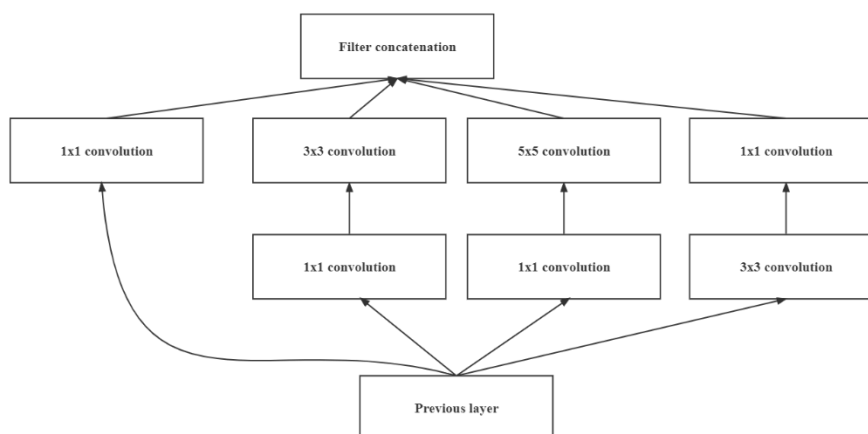 Filter concatenation
1x1 convolution
3x3 convolution
5x5 convolution
1x1 convolution
1x1 convolution
1x1 convolution
3x3 convolution
Previous layer